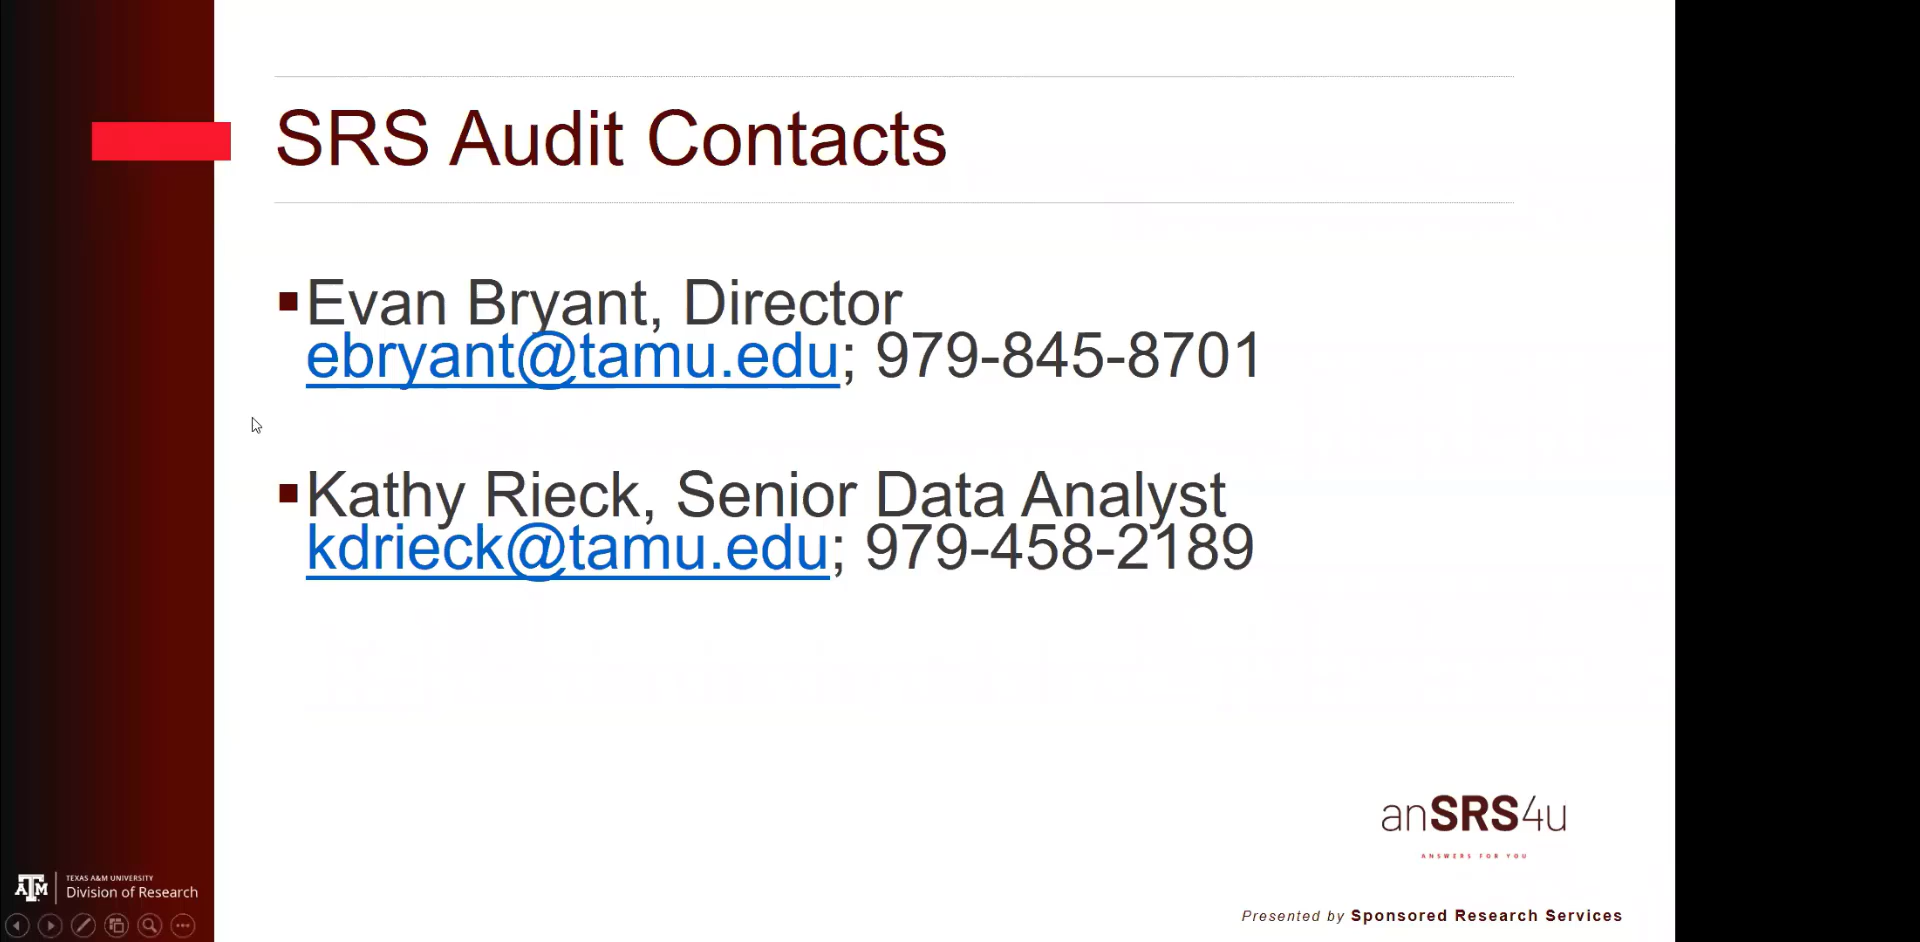 SRS Audit Contacts
Evan Bryant, Director
ebryant@tamu.edu; 979-845-8701
Kathy Rieck, Senior Data Analyst
kdrieck@tamu.edu; 979-458-2189
anSRS4u
ANSWERS FOR YOU
ATM
TEXAS A&M UNIVERSITY
Division of Research
Presented by Sponsored Research Services